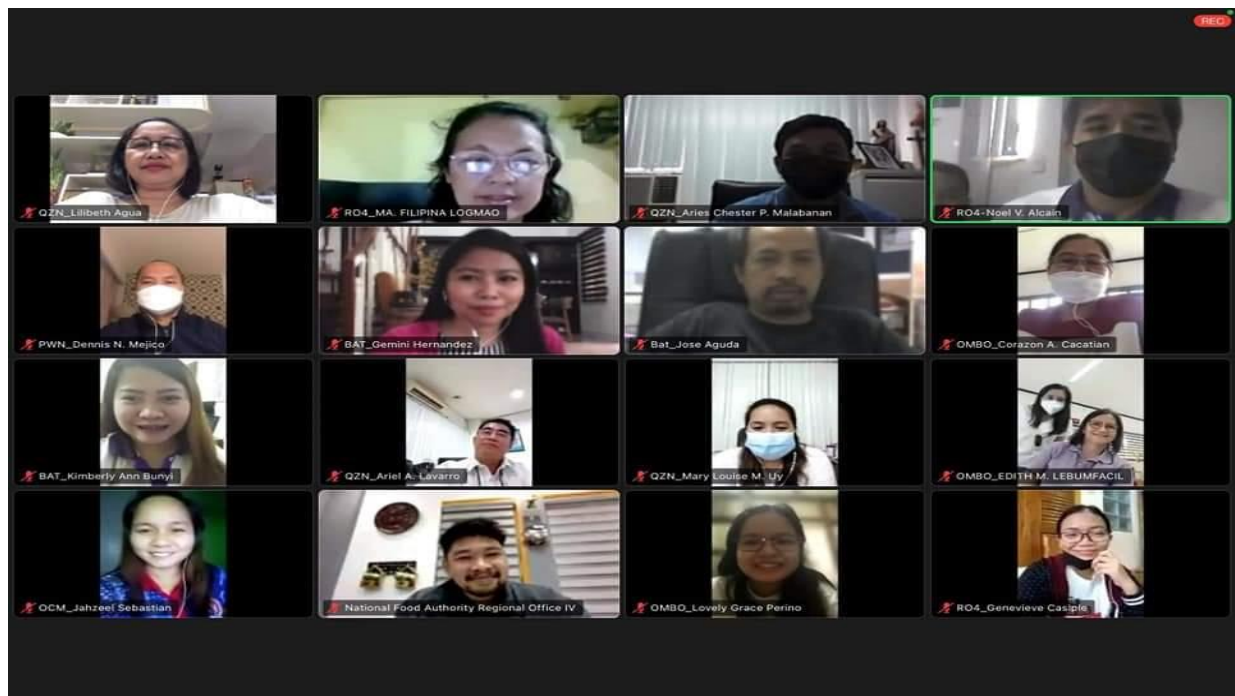 REC
QZN_Lilibeth Agua
RO4_MA. FILIPINA LOGMAO
QZN_Aries Chester P. Malabanan
RO4-Noel V. Alcain
PWN_Dennis N. Mejico
BAT_Gemini Hernandez
Bat_Jose Aguda
OMBO_Corazon A. Cacatian
BAT_Kimberly Ann Bunyi
QZN_Ariel A. Lavarro
QZN_Mary Louise M. Uy
OMBO_EDITH M. LEBUMFACIL
OCM_Jahzeel Sebastian
National Food Authority Regional Office IV
OMBO_Lovely Grace Perino
RO4_Genevieve Casiple